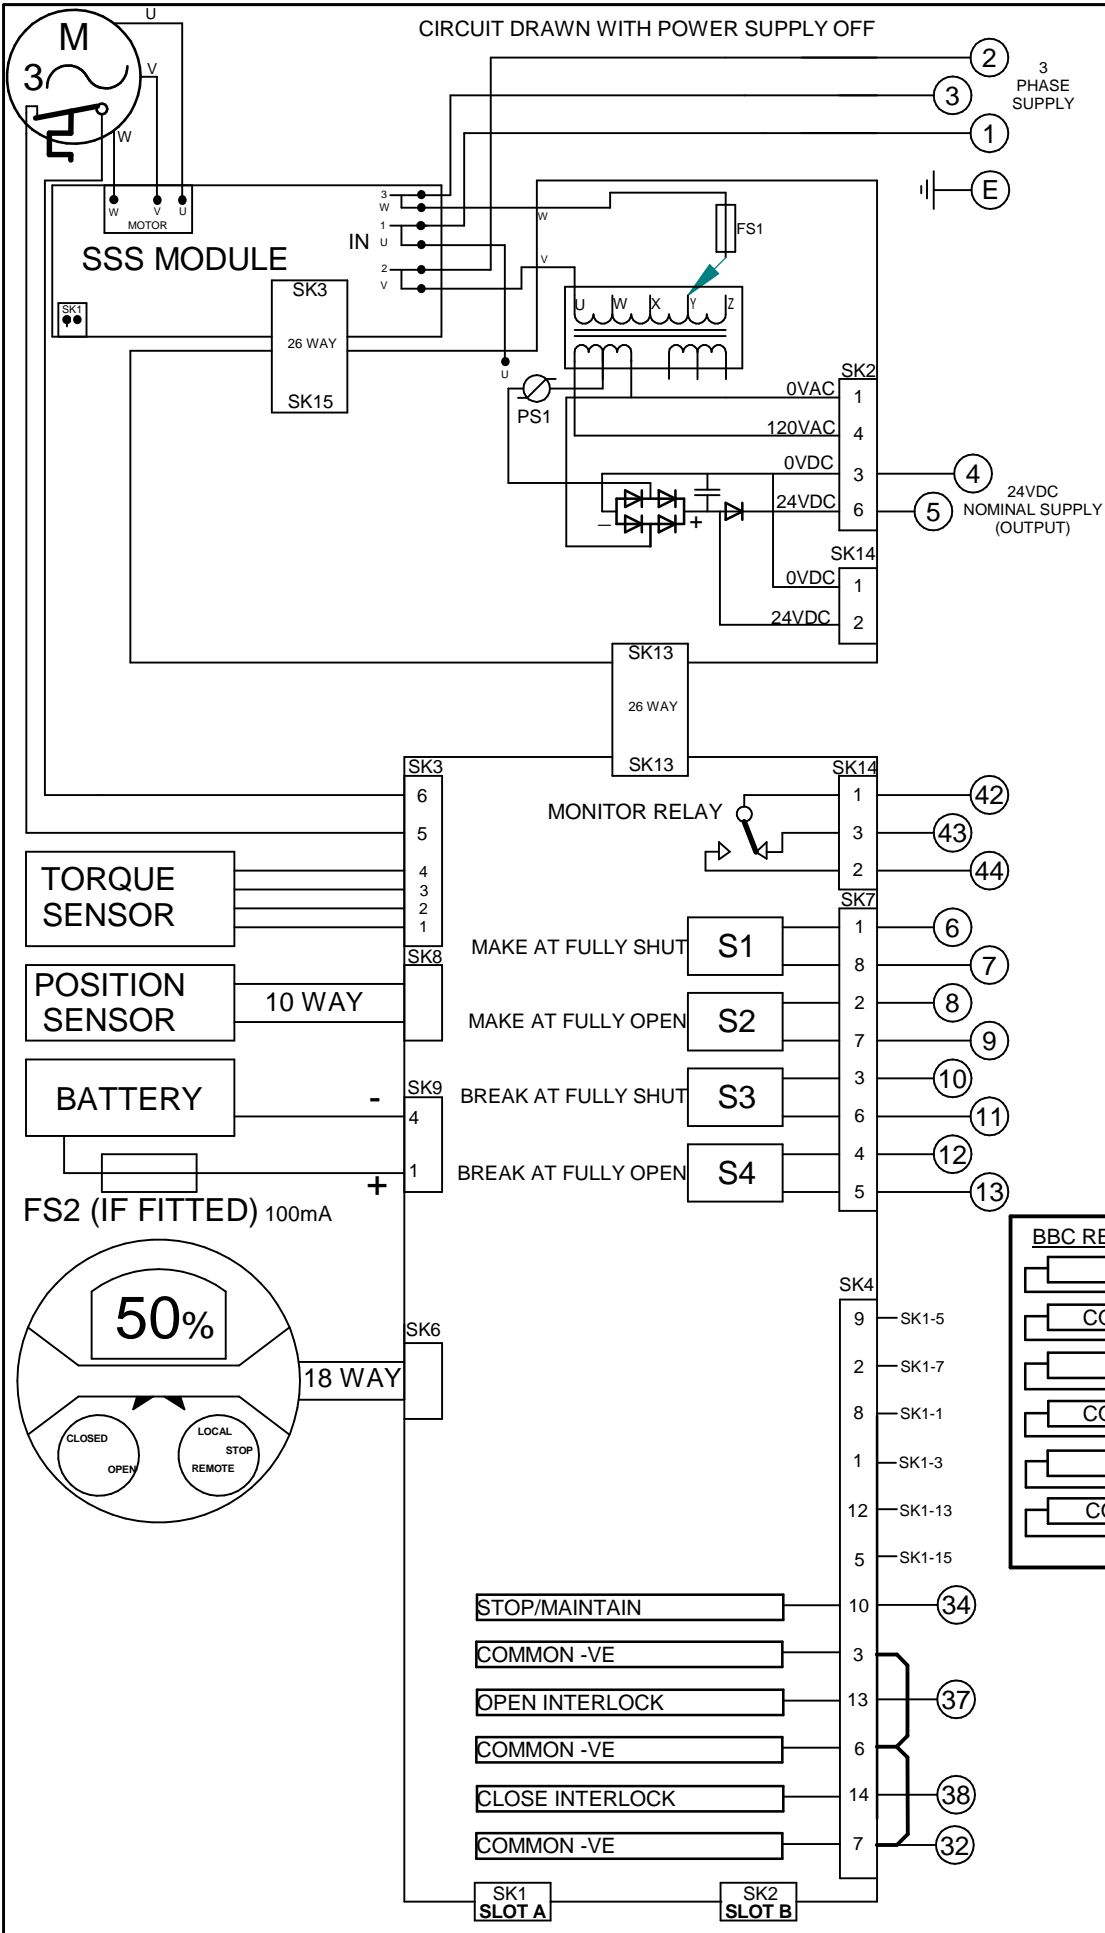 CIRCUIT DRAWN WITH POWER SUPPLY OFF
U
M
3
V
W
2
3
PHASE
SUPPLY
3
1
E
W V U
MOTOR
SSS MODULE
IN
3
W
1
U
2
V
W
V
FS1
U W X Y Z
SK1
SK3
26 WAY
SK15
U
PS1
SK2
0VAC 1
120VAC 4
0VDC 3 4
24VDC 6 5
24VDC
NOMINAL SUPPLY
(OUTPUT)
–
+
SK14
0VDC 1
24VDC 2
SK13
26 WAY
SK13
SK3
6
5
4
3
2
1
TORQUE
SENSOR
MONITOR RELAY
SK14
1 42
3 43
2 44
SK7
MAKE AT FULLY SHUT S1 1 6
8 7
MAKE AT FULLY OPEN S2 2 8
7 9
BREAK AT FULLY SHUT S3 3 10
6 11
BREAK AT FULLY OPEN S4 4 12
5 13
SK8
POSITION
SENSOR
10 WAY
BATTERY
-
SK9
4
1
+
FS2 (IF FITTED) 100mA
50%
SK6
18 WAY
CLOSED
OPEN
LOCAL
STOP
REMOTE
SK4
9 SK1-5
2 SK1-7
8 SK1-1
1 SK1-3
12 SK1-13
5 SK1-15
STOP/MAINTAIN 10 34
COMMON -VE 3
OPEN INTERLOCK 13 37
COMMON -VE 6
CLOSE INTERLOCK 14 38
COMMON -VE 7 32
SK1
SLOT A
SK2
SLOT B
BBC